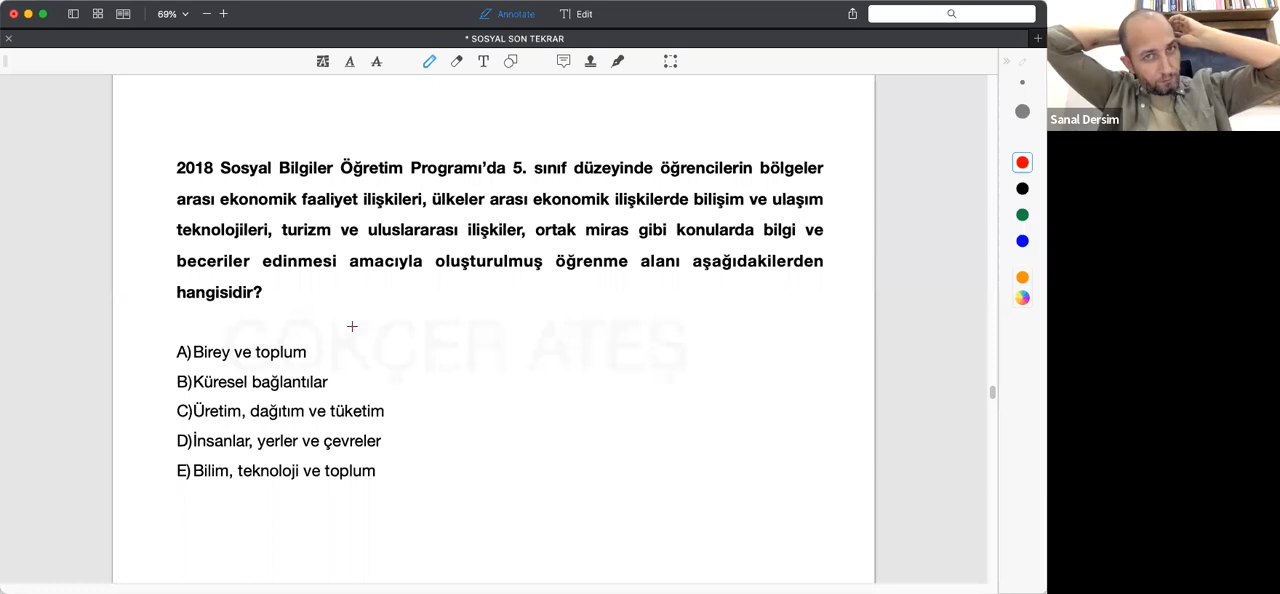 69%
Annotate
Edit
* SOSYAL SON TEKRAR
Sanal Dersim
2018 Sosyal Bilgiler Öğretim Programı'da 5. sınıf düzeyinde öğrencilerin bölgeler
arası ekonomik faaliyet ilişkileri, ülkeler arası ekonomik ilişkilerde bilişim ve ulaşım
teknolojileri, turizm ve uluslararası ilişkiler, ortak miras gibi konularda bilgi ve
beceriler edinmesi amacıyla oluşturulmuş öğrenme alanı aşağıdakilerden
hangisidir?
GÖKÇER ATEŞ
A)Birey ve toplum
B)Küresel bağlantılar
C)Üretim, dağıtım ve tüketim
D)İnsanlar, yerler ve çevreler
E)Bilim, teknoloji ve toplum